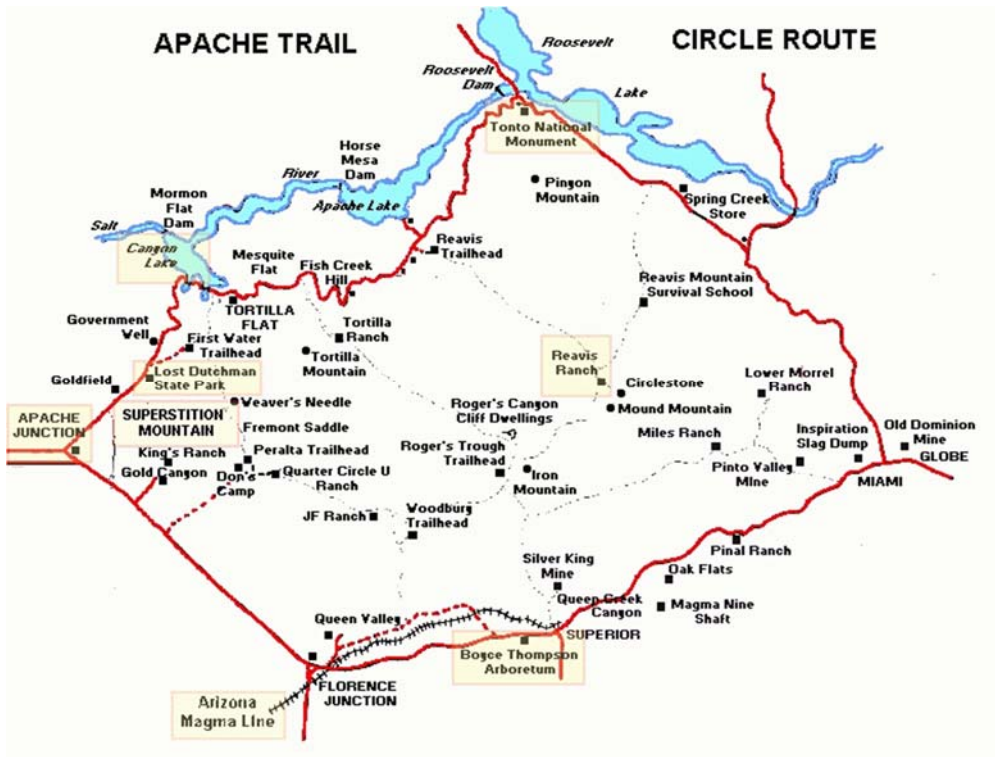 APACHE TRAIL
CIRCLE ROUTE
Roosevelt
Roosevelt
Dam
Lake
Tonto National
Monument
Horse
Mesa
Dam
River
Apache Lake
Mormon
Flat
Dam
Salt
Canyon
Lake
Pinyon
Mountain
Spring Creek
Store
Mesquite
Flat
Fish Creek
Hill
Reavis
Trailhead
Reavis Mountain
Survival School
TORTILLA
FLAT
Government
Well
First Water
Trailhead
Tortilla
Ranch
Tortilla
Mountain
Goldfield
Lost Dutchman
State Park
Reavis
Ranch
Circlestone
Mound Mountain
Lower Morrel
Ranch
APACHE
JUNCTION
SUPERSTITION
MOUNTAIN
Weaver's Needle
Fremont Saddle
Roger's Canyon
Cliff Dwellings
Miles Ranch
Inspiration
Slag Dump
Old Dominion
Mine
GLOBE
King's Ranch
Gold Canyon
Peralta Trailhead
Don's
Camp
Quarter Circle U
Ranch
Roger's Trough
Trailhead
Iron
Mountain
Pinto Valley
MIne
MIAMI
JF Ranch
Woodbury
Trailhead
Pinal Ranch
Silver King
Mine
Oak Flats
Queen Creek
Canyon
Magma Nine
Shaft
Queen Valley
SUPERIOR
Boyce Thompson
Arboretum
FLORENCE
JUNCTION
Arizona
Magma LIne